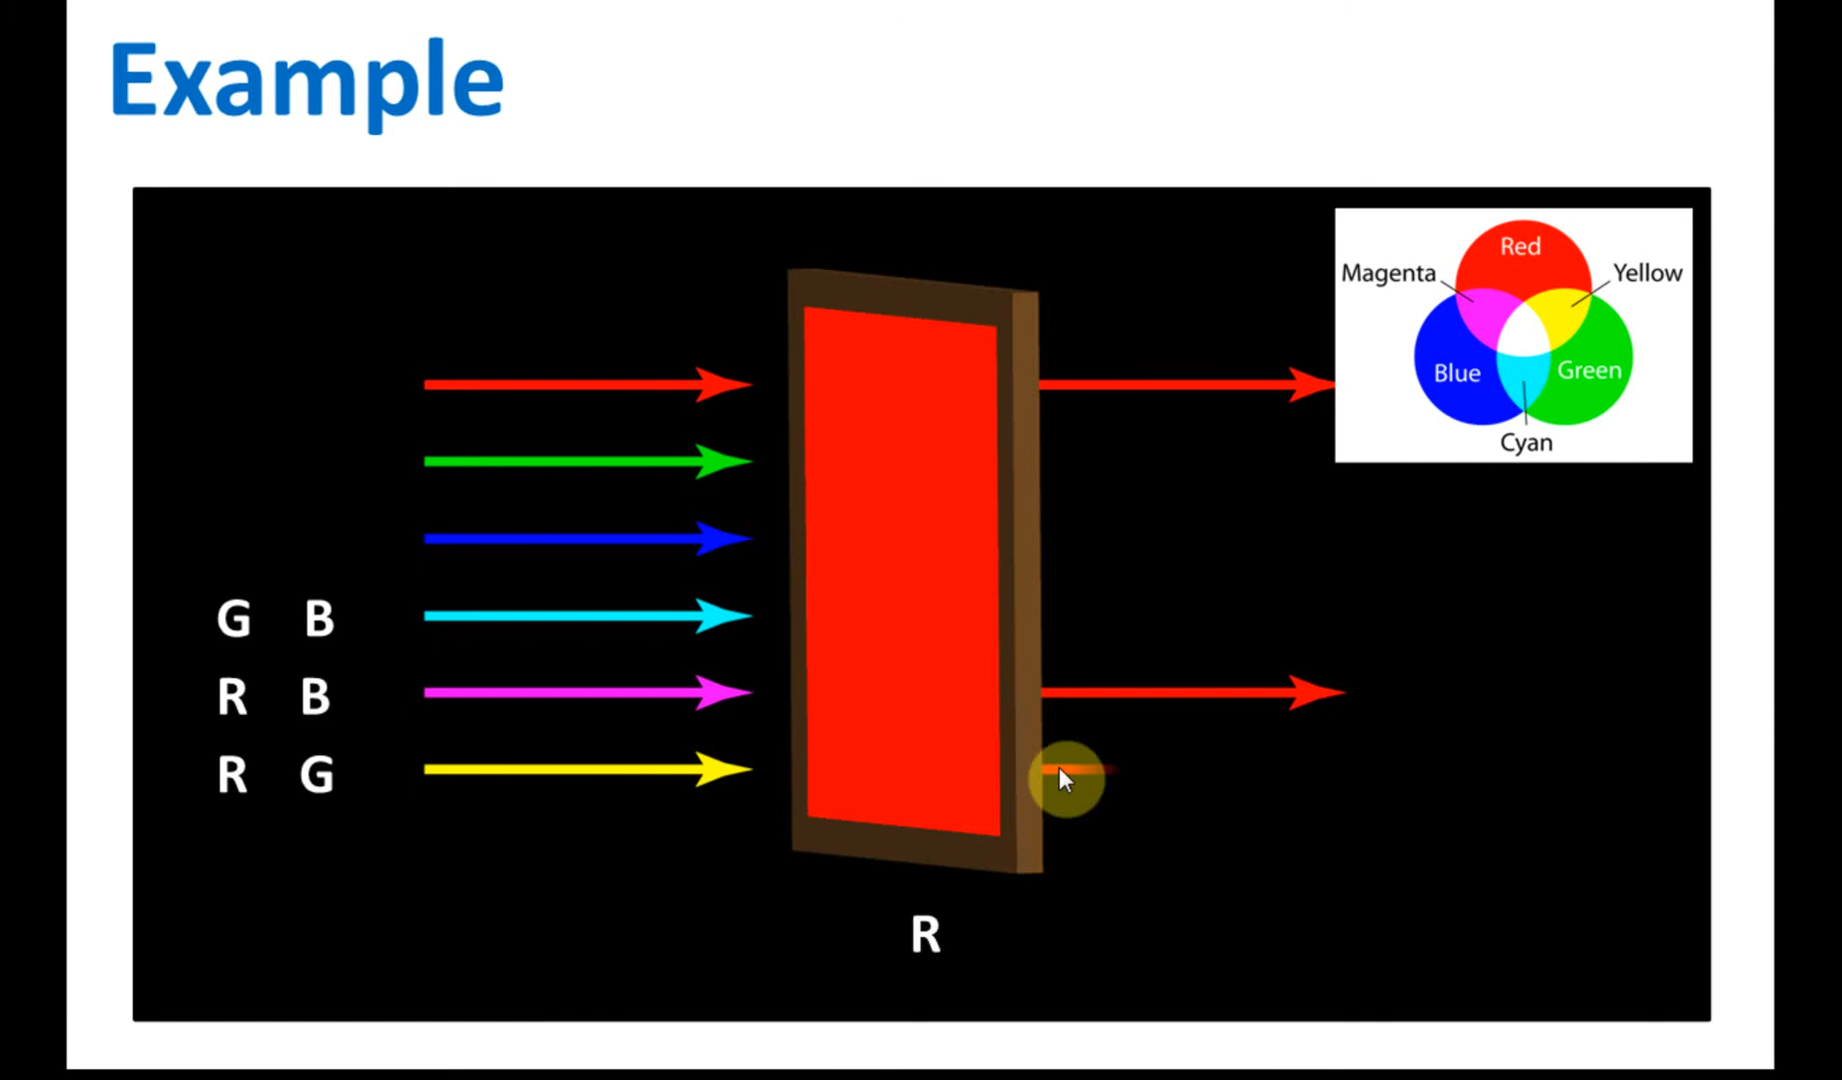 Example
Red
Magenta
Yellow
Blue
Green
Cyan
G B
R B
R G
R